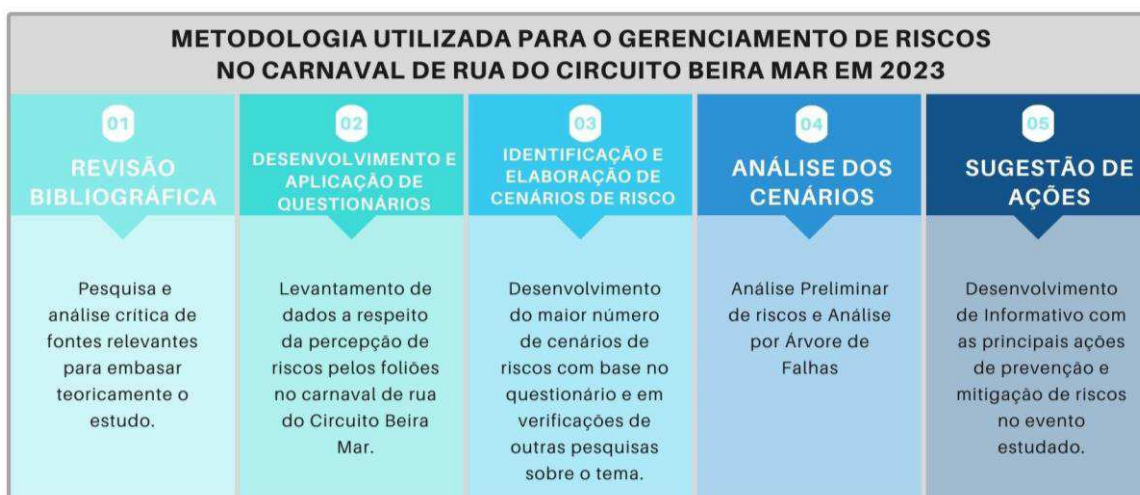 METODOLOGIA UTILIZADA PARA O GERENCIAMENTO DE RISCOS
NO CARNAVAL DE RUA DO CIRCUITO BEIRA MAR EM 2023
01
REVISÃO
BIBLIOGRÁFICA
Pesquisa e
análise crítica de
fontes relevantes
para embasar
teoricamente o
estudo.
02
DESENVOLVIMENTO E
APLICAÇÃO DE
QUESTIONÁRIOS
Levantamento de
dados a respeito
da percepção de
riscos pelos foliões
no carnaval de rua
do Circuito Beira
Mar.
03
IDENTIFICAÇÃO E
ELABORAÇÃO DE
CENÁRIOS DE RISCO
Desenvolvimento
do maior número
de cenários de
riscos com base no
questionário e em
verificações de
outras pesquisas
sobre o tema.
04
ANÁLISE DOS
CENÁRIOS
Análise Preliminar
de riscos e Análise
por Árvore de
Falhas
05
SUGESTÃO DE
AÇÕES
Desenvolvimento
de Informativo com
as principais ações
de prevenção e
mitigação de riscos
no evento
estudado.